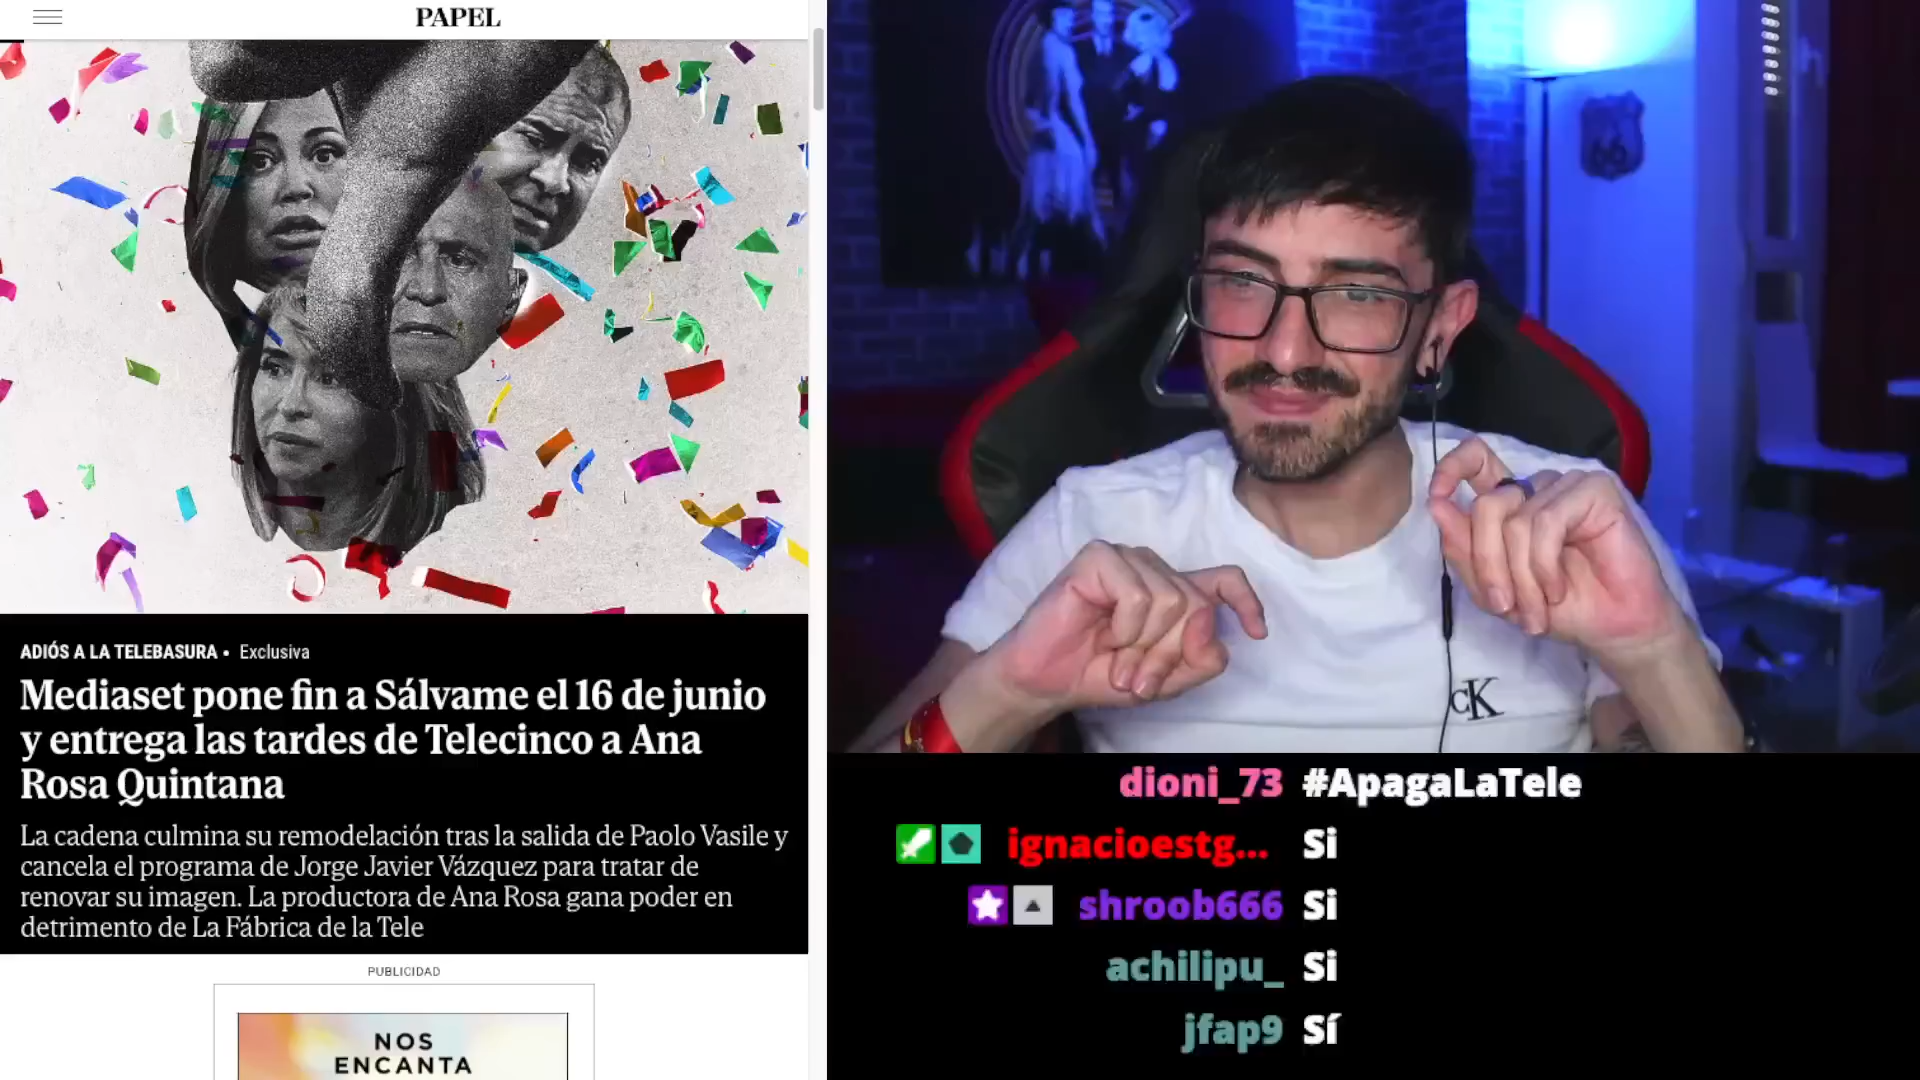 PAPEL
ADIÓS A LA TELEBASURA • Exclusiva
Mediaset pone fin a Sálvame el 16 de junio
y entrega las tardes de Telecinco a Ana
Rosa Quintana
La cadena culmina su remodelación tras la salida de Paolo Vasile y
cancela el programa de Jorge Javier Vázquez para tratar de
renovar su imagen. La productora de Ana Rosa gana poder en
detrimento de La Fábrica de la Tele
PUBLICIDAD
NOS
ENCANTA
66
CK
dioni_73 #ApagaLaTele
ignacioestg... Si
shroob666 Si
achilipu_ Si
jfap9 Sí